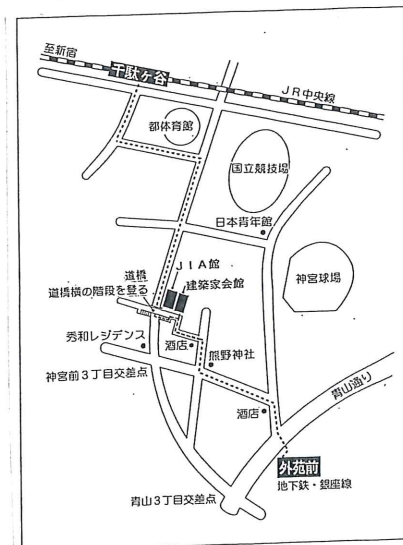 至新宿
千駄ヶ谷
JR中央線
都体育館
国立競技場
日本青年館
神宮球場
JIA館
建築家会館
道橋
道橋横の階段を登る
秀和レジデンス
酒店
熊野神社
神宮前3丁目交差点
青山通り
酒店
外苑前
地下鉄・銀座線
青山3丁目交差点